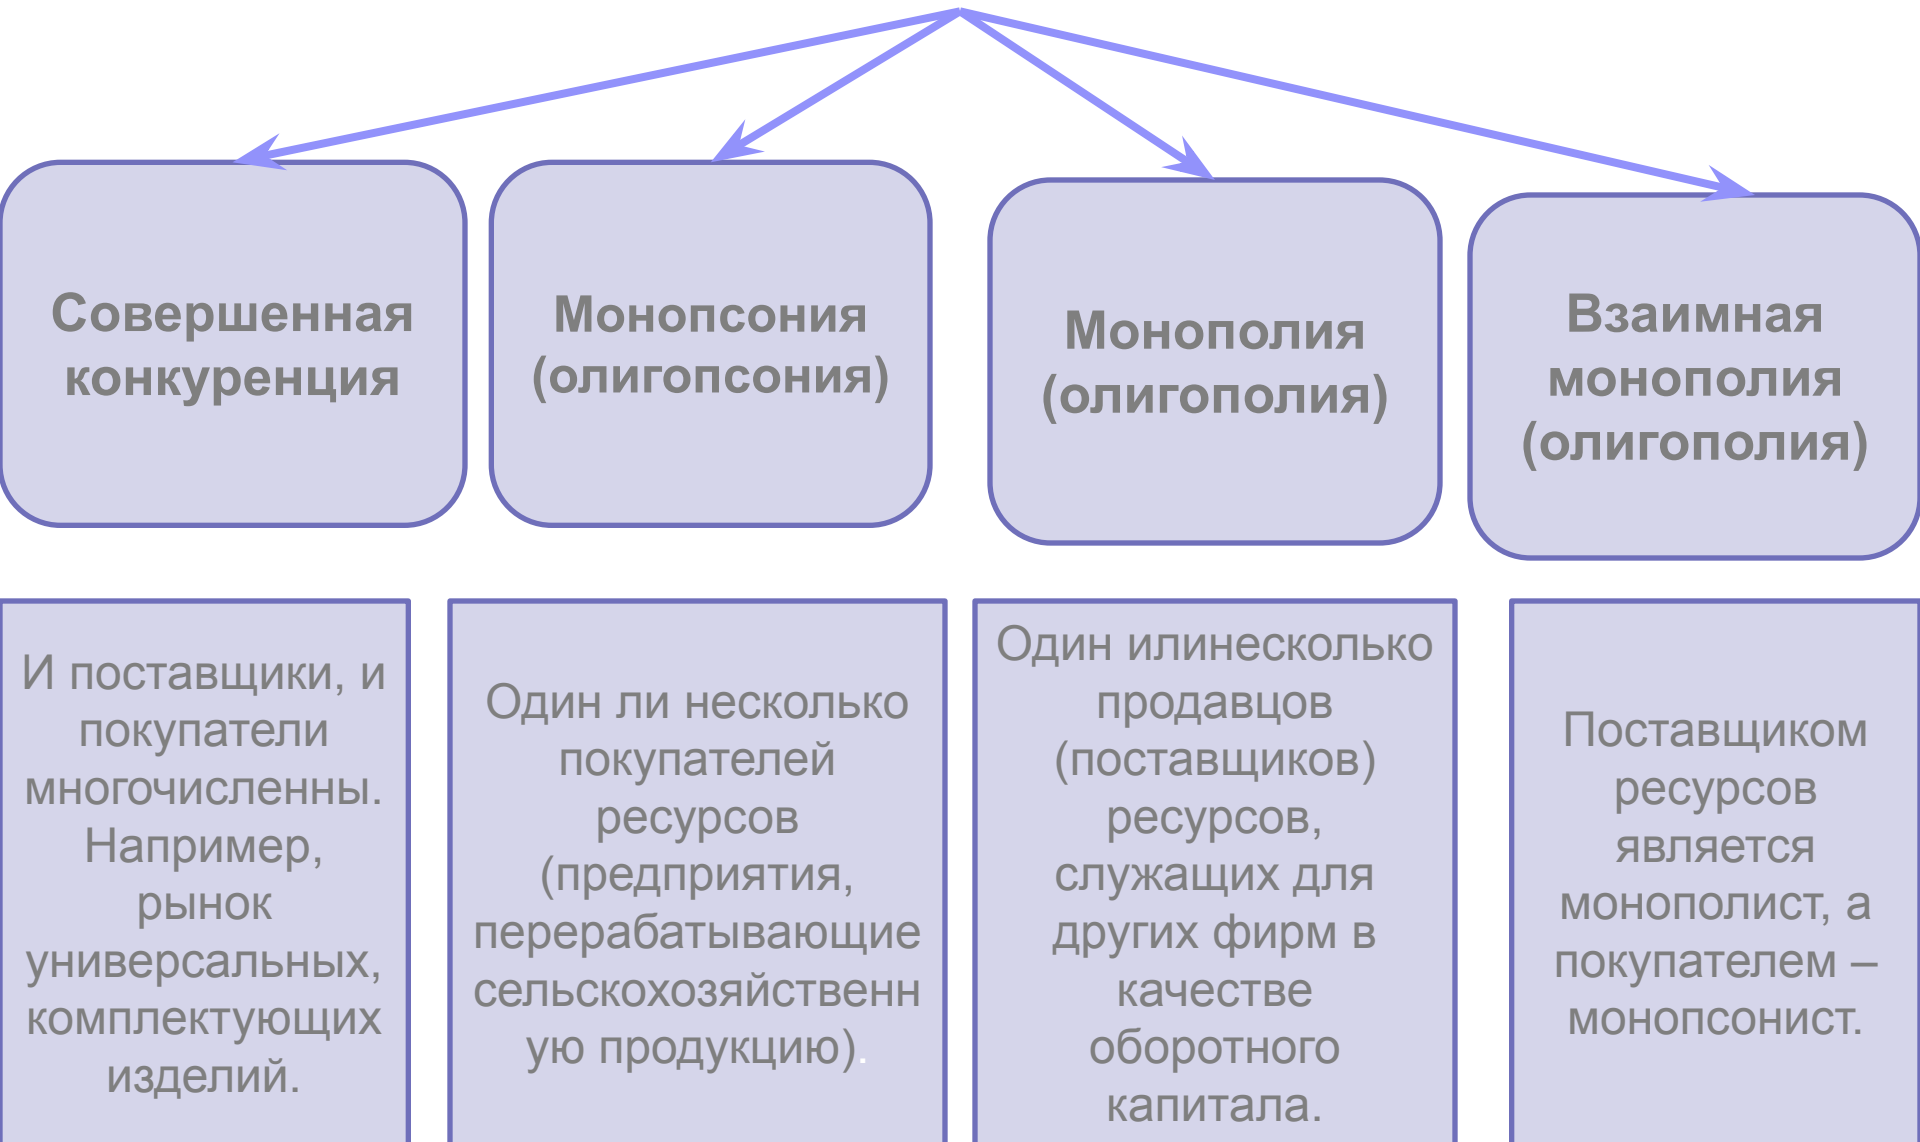 Совершенная
конкуренция
Монопсония
(олигопсония)
Монополия
(олигополия)
Взаимная
монополия
(олигополия)
И поставщики, и
покупатели
многочисленны.
Например,
рынок
универсальных,
комплектующих
изделий.
Один ли несколько
покупателей
ресурсов
(предприятия,
перерабатывающие
сельскохозяйственн
ую продукцию).
Один илинесколько
продавцов
(поставщиков)
ресурсов,
служащих для
других фирм в
качестве
оборотного
капитала.
Поставщиком
ресурсов
является
монополист, а
покупателем –
монопсонист.